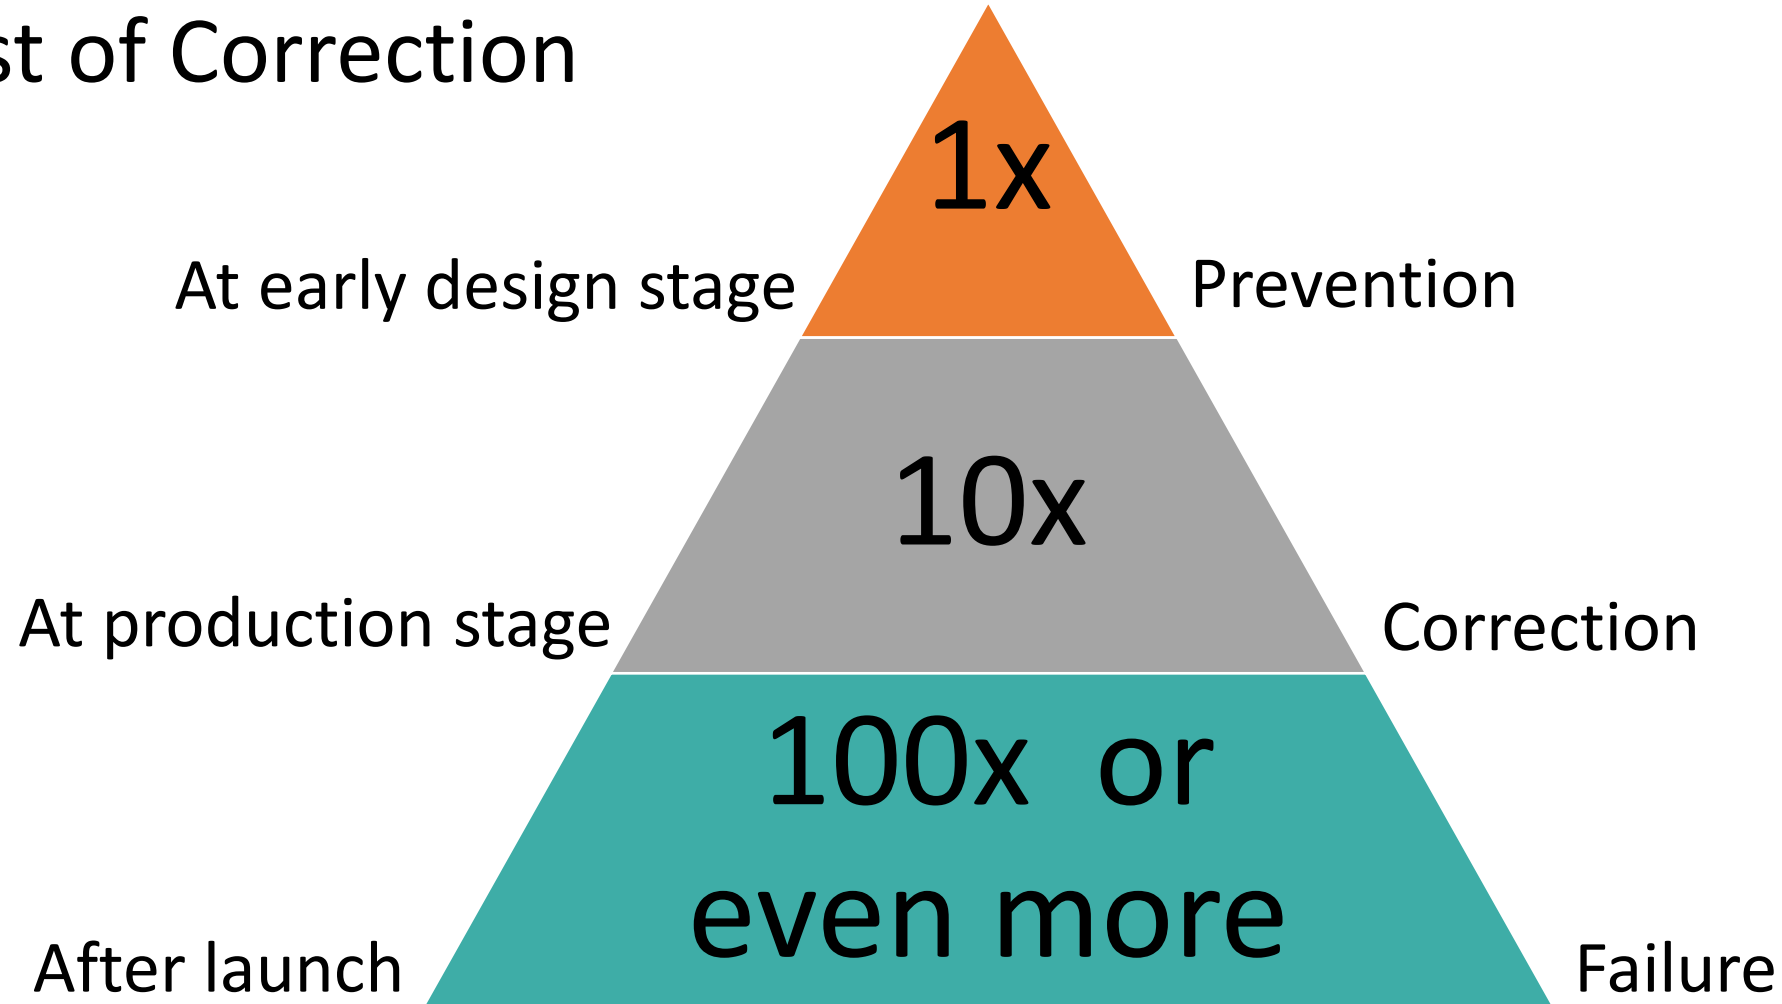 st of Correction
1x
At early design stage
Prevention
10x
At production stage
Correction
100x or
even more
After launch
Failure